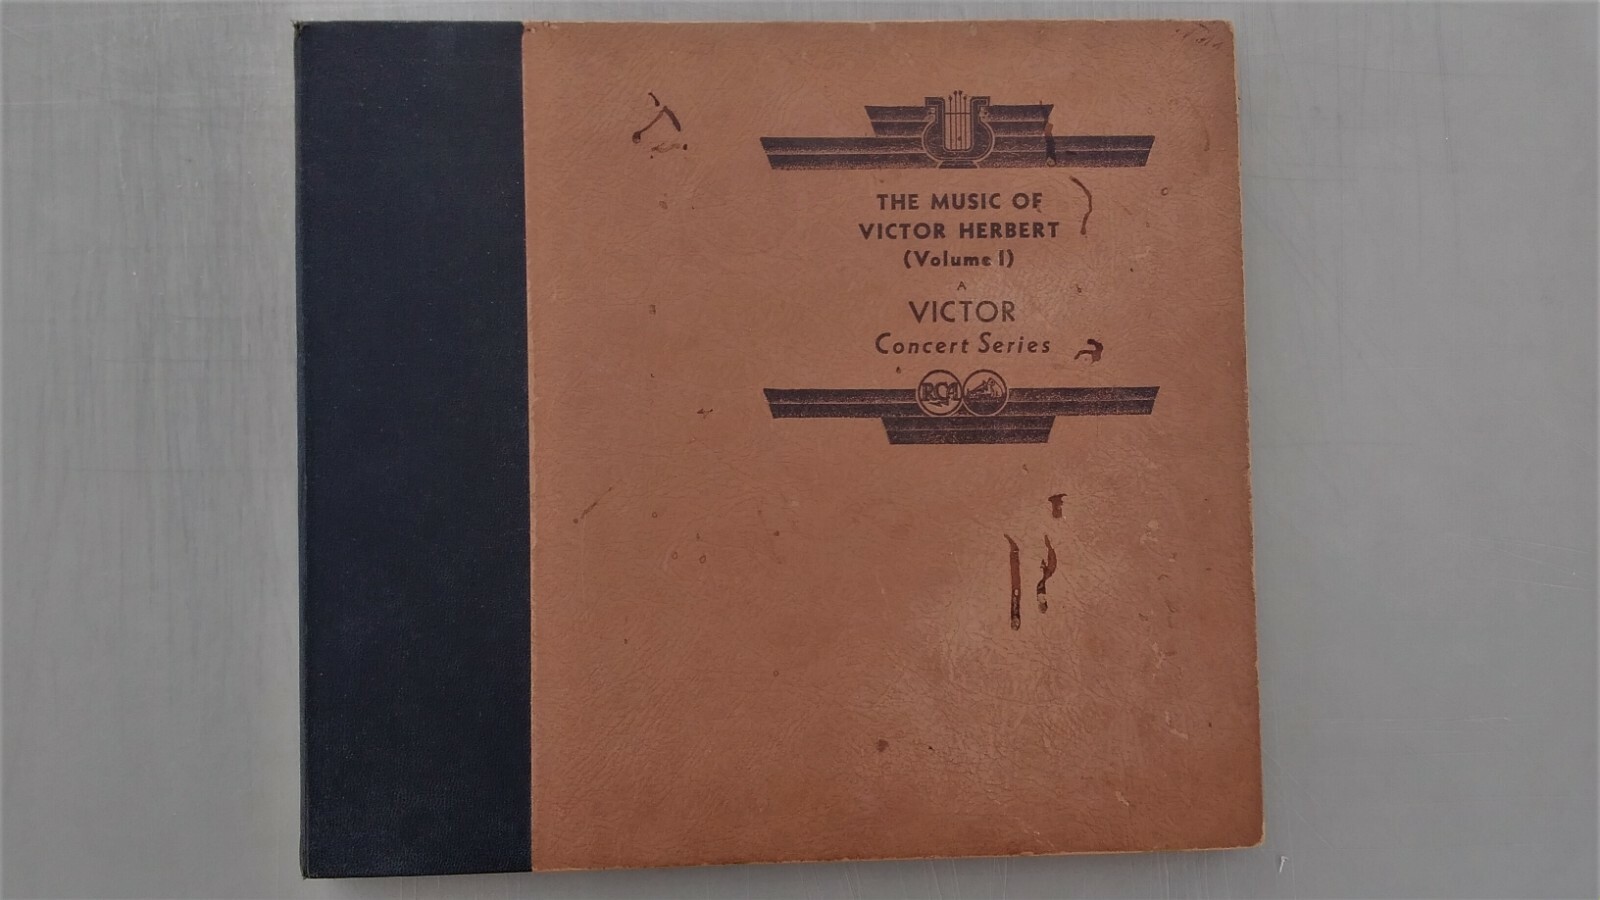 THE MUSIC OF
VICTOR HERBERT
(Volume I)
A
VICTOR
Concert Series
RCA